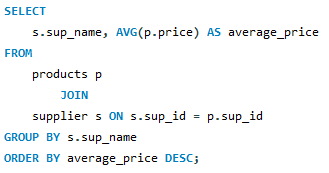 SELECT
s.sup_name, AVG(p.price) AS average_price
FROM
products p
JOIN
supplier s ON s.sup_id = p.sup_id
GROUP BY s.sup_name
ORDER BY average_price DESC;